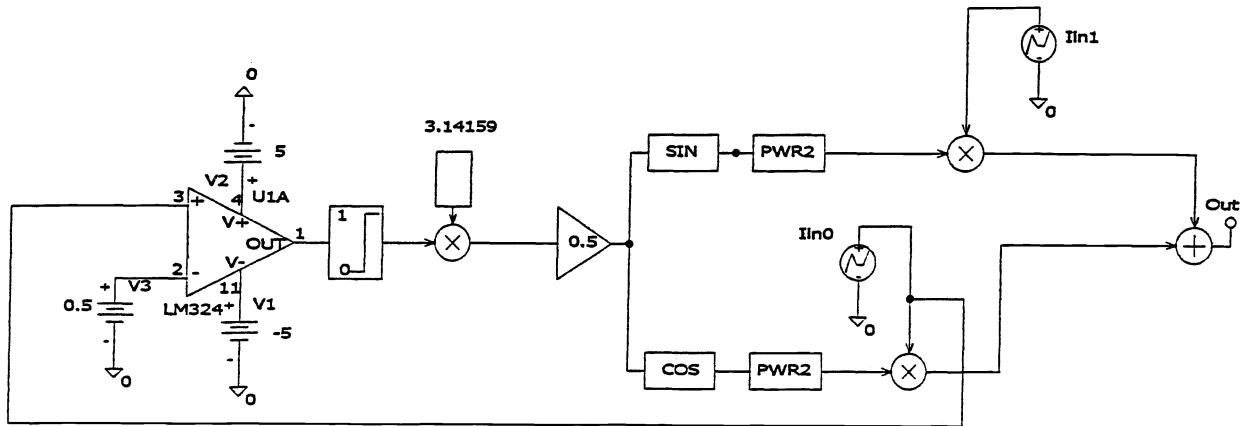 Iin1
0
0
3.14159
5
SIN
PWR2
V2
+
4
U1A
3
+
V+
1
Out
OUT
1
0.5
Iin0
2
-
V-
0
11
+
V3
LM324
+
V1
0.5
-5
0
-
-
0
0
COS
PWR2